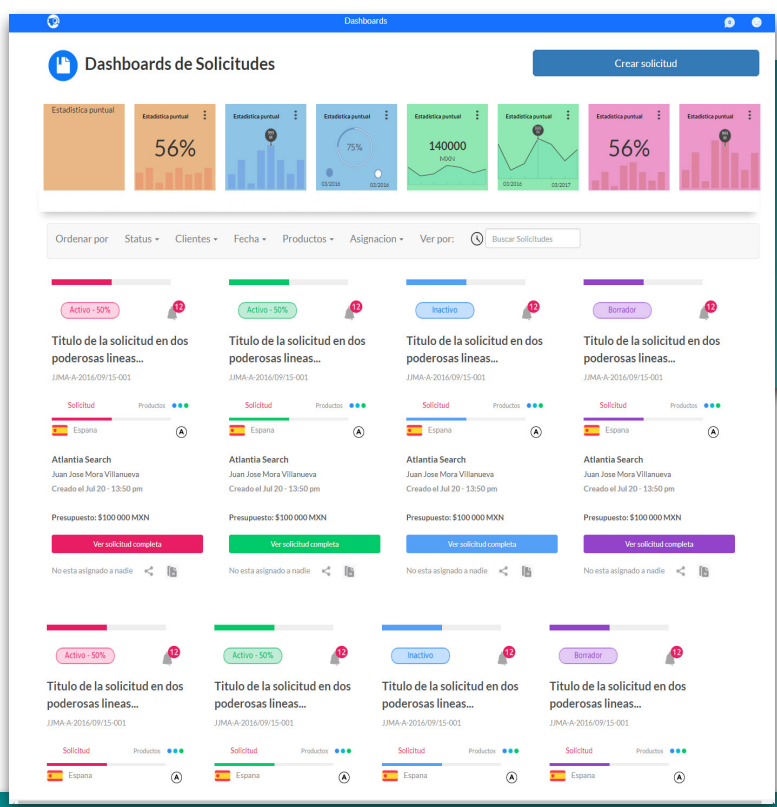 Dashboards
Dashboards de Solicitudes
Crear solicitud
Estadística puntual
Estadística puntual
56%
Estadística puntual
Estadística puntual
75%
03/2016 03/2016
Estadística puntual
140000
MXN
Estadística puntual
03/2016 03/2017
Estadística puntual
56%
Estadística puntual
Ordenar por Status Clientes Fecha Productos Asignacion Ver por: Buscar Solicitudes
Activo - 50% 12 Activo - 50% 12 Inactivo 12 Borrador 12
Titulo de la solicitud en dos Titulo de la solicitud en dos Titulo de la solicitud en dos Titulo de la solicitud en dos
poderosas lineas... poderosas lineas... poderosas lineas... poderosas lineas...
JJMA-A-2016/09/15-001 JJMA-A-2016/09/15-001 JJMA-A-2016/09/15-001 JJMA-A-2016/09/15-001
Solicitud Productos Solicitud Productos Solicitud Productos Solicitud Productos
Espana A Espana A Espana A Espana A
Atlantia Search Atlantia Search Atlantia Search Atlantia Search
Juan Jose Mora Villanueva Juan Jose Mora Villanueva Juan Jose Mora Villanueva Juan Jose Mora Villanueva
Creado el Jul 20 - 13:50 pm Creado el Jul 20 - 13:50 pm Creado el Jul 20 - 13:50 pm Creado el Jul 20 - 13:50 pm
Presupuesto: $100 000 MXN Presupuesto: $100 000 MXN Presupuesto: $100 000 MXN Presupuesto: $100 000 MXN
Ver solicitud completa Ver solicitud completa Ver solicitud completa Ver solicitud completa
No esta asignado a nadie No esta asignado a nadie No esta asignado a nadie No esta asignado a nadie
Activo - 50% 12 Activo - 50% 12 Inactivo 12 Borrador 12
Titulo de la solicitud en dos Titulo de la solicitud en dos Titulo de la solicitud en dos Titulo de la solicitud en dos
poderosas lineas... poderosas lineas... poderosas lineas... poderosas lineas...
JJMA-A-2016/09/15-001 JJMA-A-2016/09/15-001 JJMA-A-2016/09/15-001 JJMA-A-2016/09/15-001
Solicitud Productos Solicitud Productos Solicitud Productos Solicitud Productos
Espana A Espana A Espana A Espana A